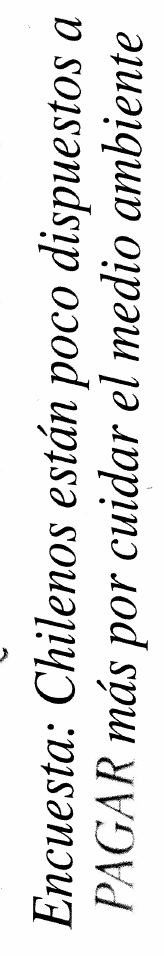 Encuesta: Chilenos están poco dispuestos a
PAGAR más por cuidar el medio ambiente